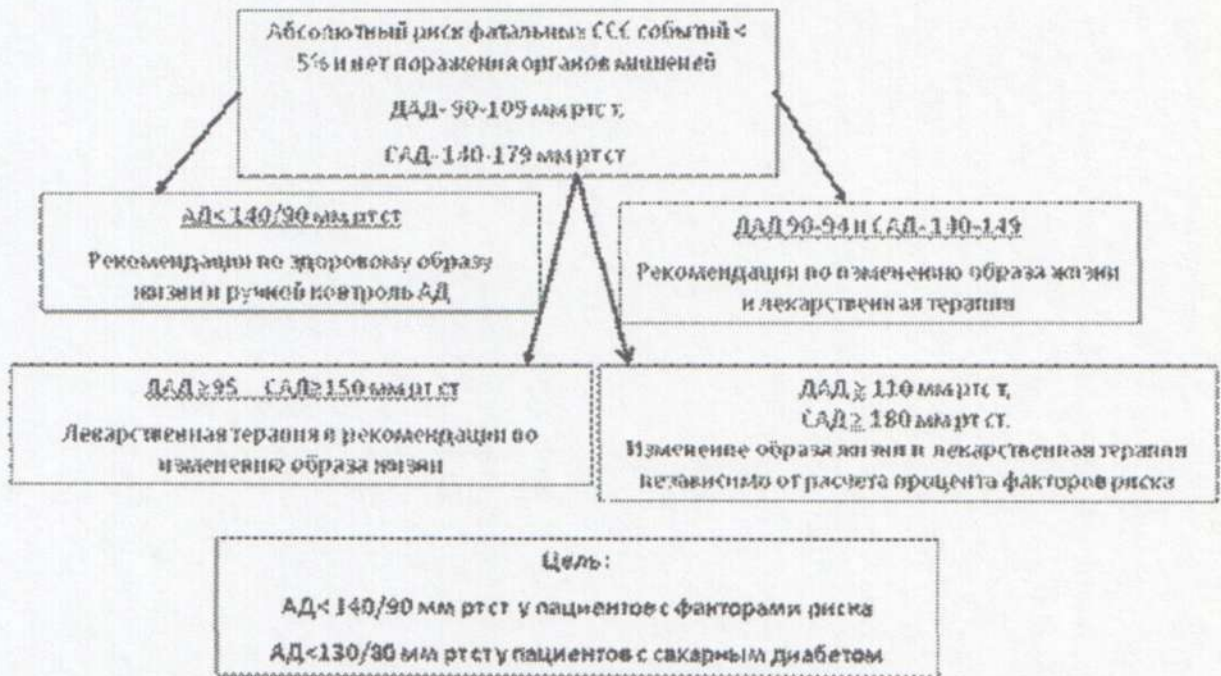 Абсолютный риск фатальных ССС событий <
5% и нет поражения органов мишеней
ДАД- 90-109 мм рт с т,
САД- 140-179 мм рт ст
АД< 140/90 мм рт ст
Рекомендации по здоровому образу
жизни и ручной контроль АД
ДАД 90-94 и САД- 140-149
Рекомендации по изменению образа жизни
и лекарственная терапия
ДАД ≥ 95 САД≥ 150 мм рт ст
Лекарственная терапия и рекомендации по
изменению образа жизни
ДАД ≥ 110 мм рт с т,
САД ≥ 180 мм рт ст.
Изменение образа жизни и лекарственная терапия
независимо от расчета процента факторов риска
Цель:
АД< 140/90 мм рт ст у пациентов с факторами риска
АД<130/80 мм рт ст у пациентов с сахарным диабетом